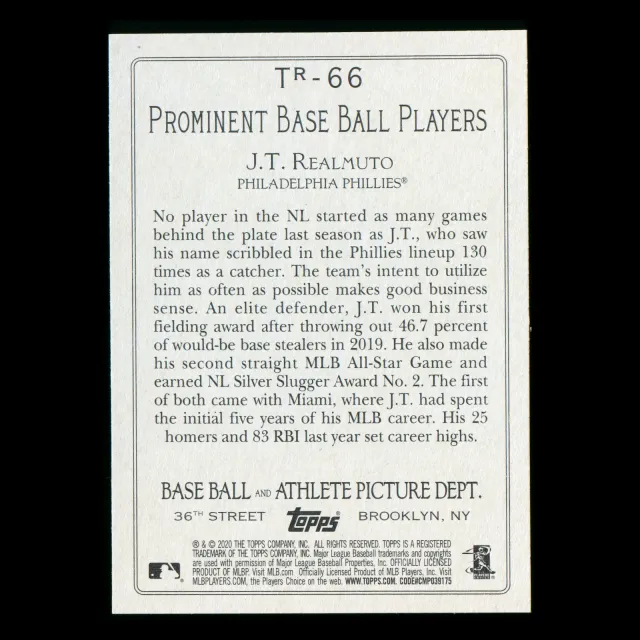 TR-66
PROMINENT BASE BALL PLAYERS
J.T. REALMUTO
PHILADELPHIA PHILLIES®
No player in the NL started as many games
behind the plate last season as J.T., who saw
his name scribbled in the Phillies lineup 130
times as a catcher. The team's intent to utilize
him as often as possible makes good business
sense. An elite defender, J.T. won his first
fielding award after throwing out 46.7 percent
of would-be base stealers in 2019. He also made
his second straight MLB All-Star Game and
earned NL Silver Slugger Award No. 2. The first
of both came with Miami, where J.T. had spent
the initial five years of his MLB career. His 25
homers and 83 RBI last year set career highs.
BASE BALL AND ATHLETE PICTURE DEPT.
36TH STREET Topps® BROOKLYN, NY
® & © 2020 THE TOPPS COMPANY, INC. ALL RIGHTS RESERVED. TOPPS IS A REGISTERED
TRADEMARK OF THE TOPPS COMPANY, INC. Major League Baseball trademarks and copyrights
are used with permission of Major League Baseball Properties, Inc. OFFICIALLY LICENSED
PRODUCT OF MLBP. Visit MLB.com. Officially Licensed Product of MLB Players, Inc. Visit
MLBPLAYERS.COM, the Players Choice on the web. WWW.TOPPS.COM. CODE#CMP039175